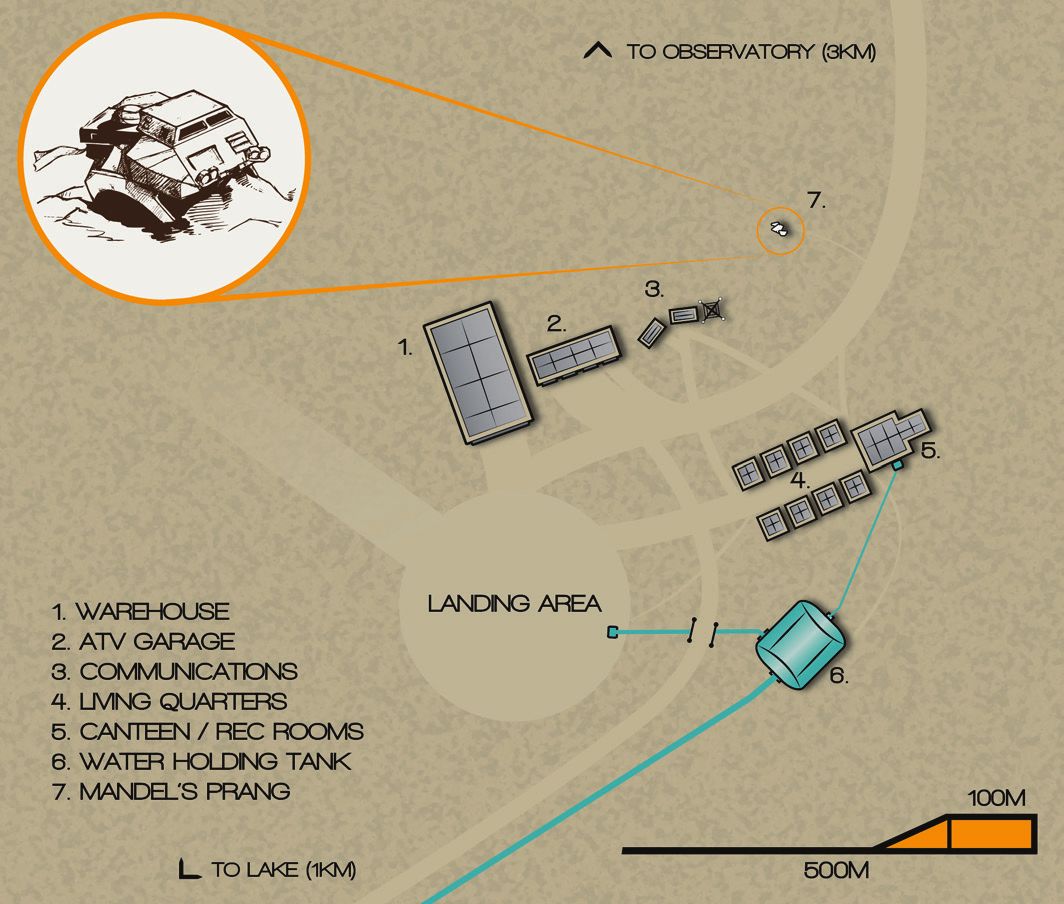 TO OBSERVATORY (3KM)
7.
3.
2.
1.
5.
4.
LANDING AREA
6.
1. WAREHOUSE
2. ATV GARAGE
3. COMMUNICATIONS
4. LIVING QUARTERS
5. CANTEEN / REC ROOMS
6. WATER HOLDING TANK
7. MANDEL'S PRANG
100M
500M
TO LAKE (1KM)